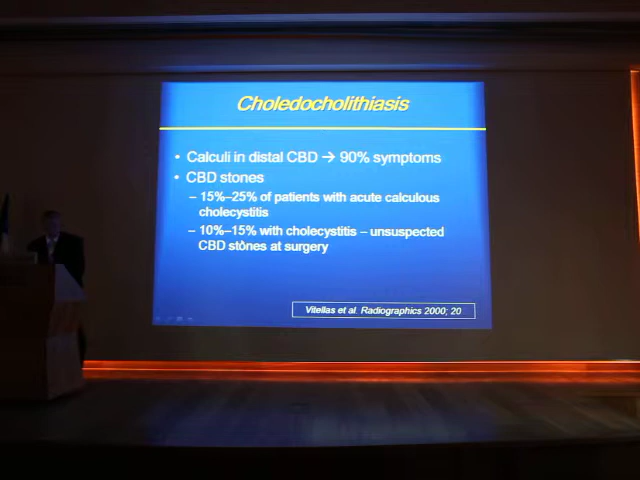 Choledocholithiasis
• Calculi in distal CBD → 90% symptoms
• CBD stones
– 15%–25% of patients with acute calculous
cholecystitis
– 10%–15% with cholecystitis – unsuspected
CBD stones at surgery
Vitellas et al. Radiographics 2000; 20